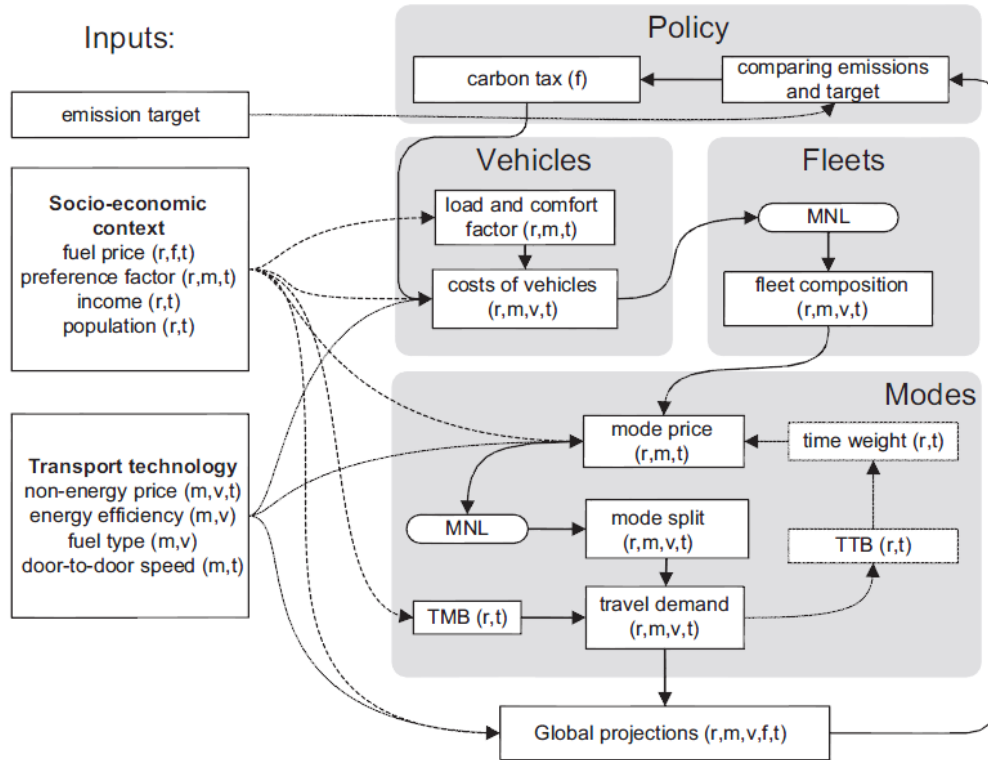 Inputs:
emission target
Socio-economic
context
fuel price (r,f,t)
preference factor (r,m,t)
income (r,t)
population (r,t)
Transport technology
non-energy price (m,v,t)
energy efficiency (m,v)
fuel type (m,v)
door-to-door speed (m,t)
Policy
carbon tax (f)
comparing emissions
and target
Vehicles
load and comfort
factor (r,m,t)
costs of vehicles
(r,m,v,t)
Fleets
MNL
fleet composition
(r,m,v,t)
Modes
mode price
(r,m,t)
time weight (r,t)
MNL
mode split
(r,m,v,t)
TTB (r,t)
TMB (r,t)
travel demand
(r,m,v,t)
Global projections (r,m,v,f,t)